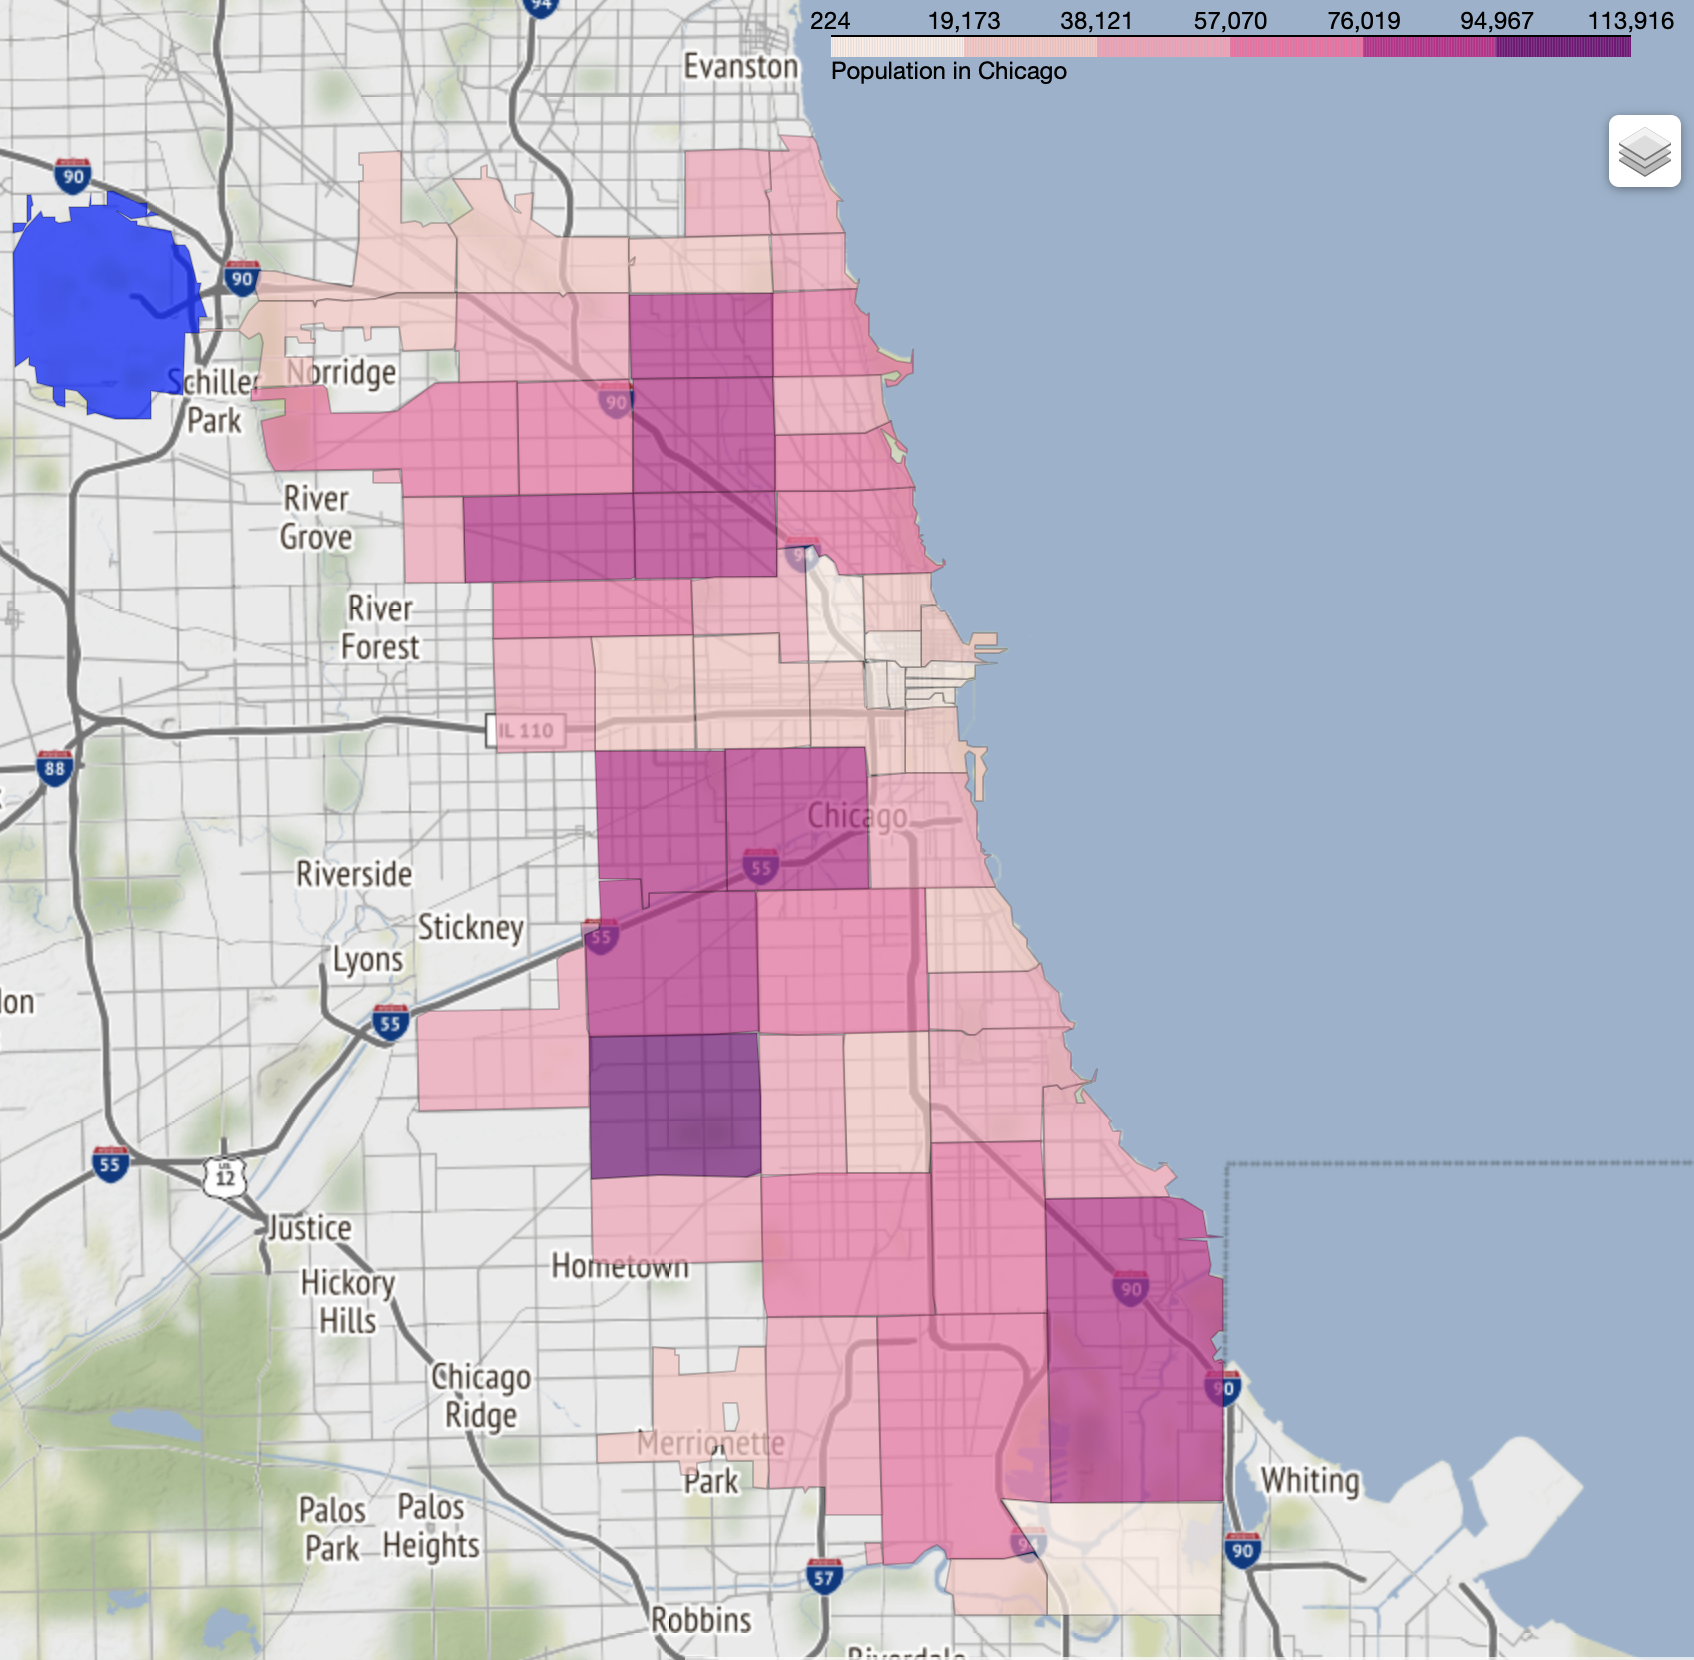 94
224 19,173 38,121 57,070 76,019 94,967 113,916
Population in Chicago
Evanston
90
90
Schiller
Park
Norridge
90
River
Grove
River
Forest
IL 110
88
Chicago
55
Riverside
Stickney
55
Lyons
55
55
US
12
Justice
Hometown
Hickory
Hills
90
Chicago
Ridge
90
Merrionette
Park
Whiting
Palos
Park
Palos
Heights
90
57
Robbins